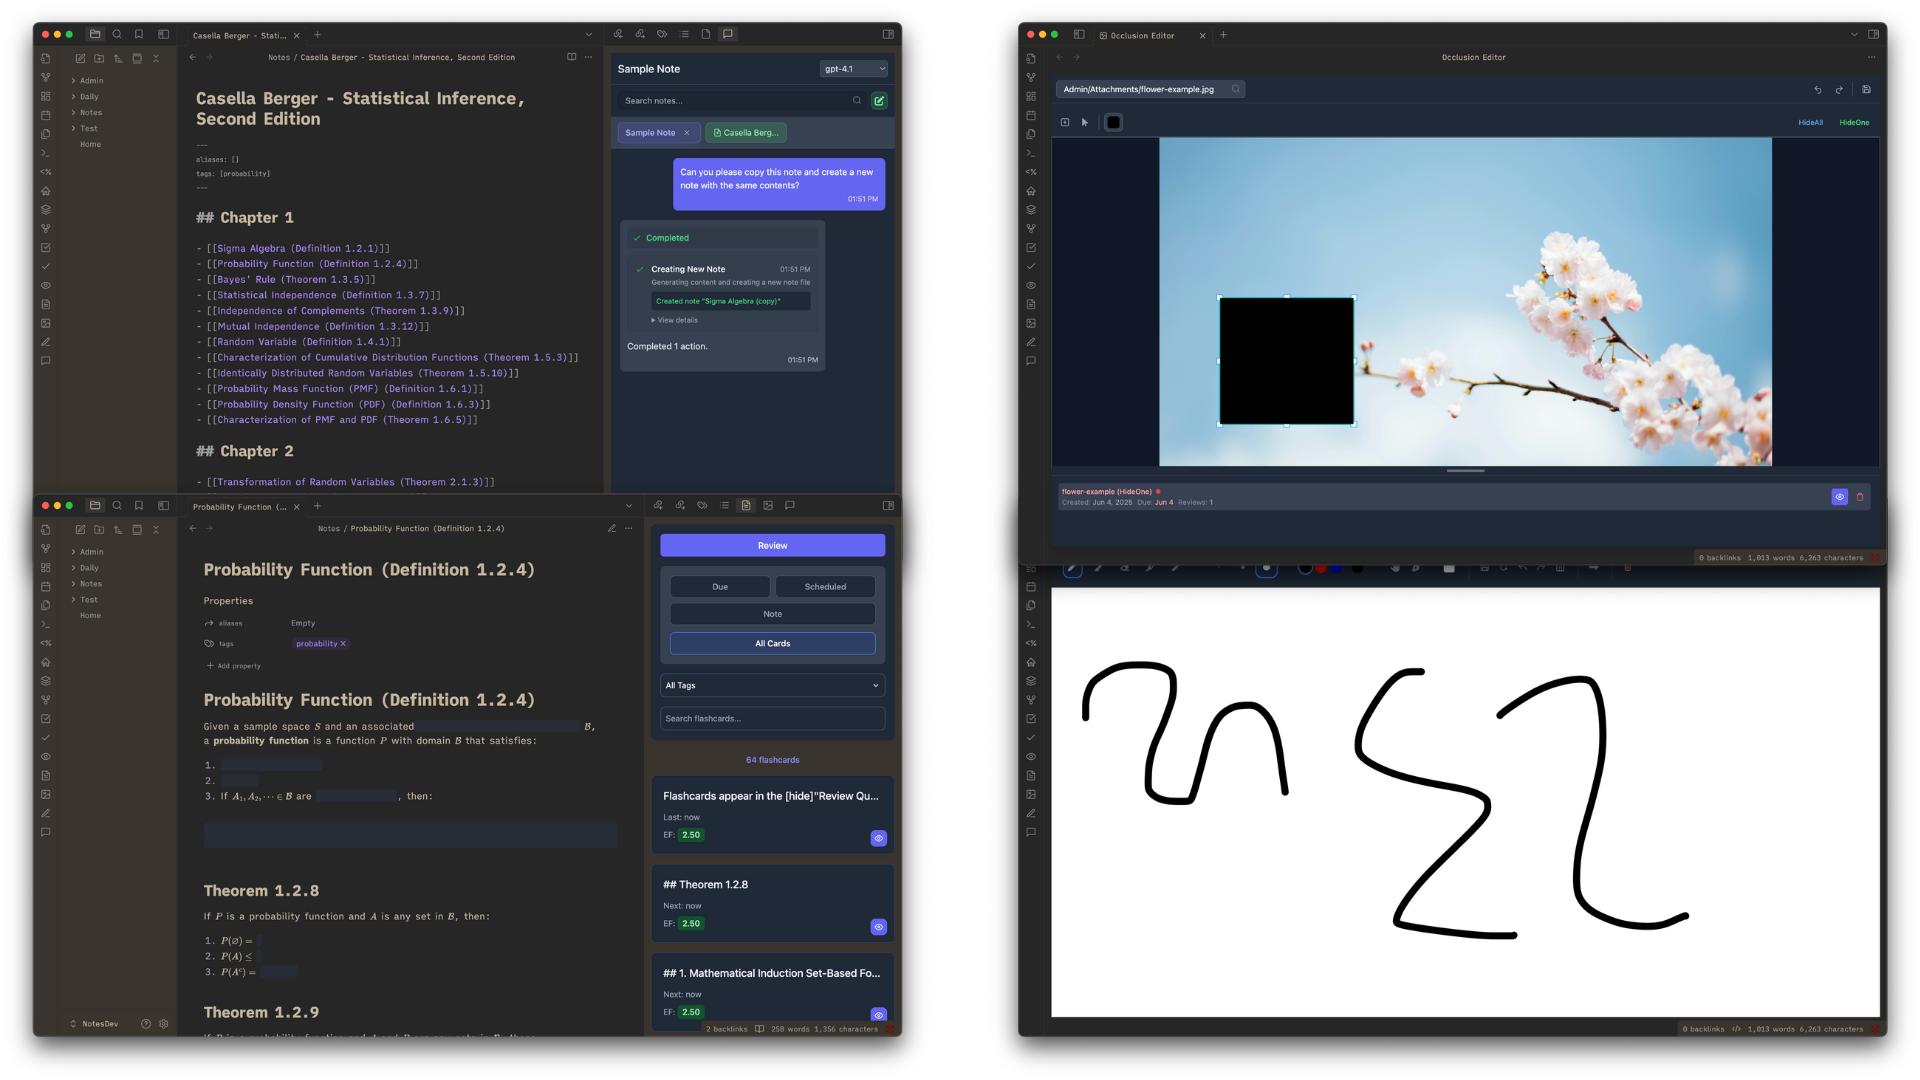 Casella Berger - Stati...
Notes / Casella Berger - Statistical Inference, Second Edition
Admin
Daily
Notes
Test
Home
Casella Berger - Statistical Inference,
Second Edition
---
aliases: []
tags: [probability]
---
## Chapter 1
- [[Sigma Algebra (Definition 1.2.1)]]
- [[Probability Function (Definition 1.2.4)]]
- [[Bayes' Rule (Theorem 1.3.5)]]
- [[Statistical Independence (Definition 1.3.7)]]
- [[Independence of Complements (Theorem 1.3.9)]]
- [[Mutual Independence (Definition 1.3.12)]]
- [[Random Variable (Definition 1.4.1)]]
- [[Characterization of Cumulative Distribution Functions (Theorem 1.5.3)]]
- [[Identically Distributed Random Variables (Theorem 1.5.10)]]
- [[Probability Mass Function (PMF) (Definition 1.6.1)]]
- [[Probability Density Function (PDF) (Definition 1.6.3)]]
- [[Characterization of PMF and PDF (Theorem 1.6.5)]]
## Chapter 2
- [[Transformation of Random Variables (Theorem 2.1.3)]]
Sample Note
gpt-4.1
Search notes...
Sample Note
Casella Berg...
Can you please copy this note and create a new
note with the same contents?
01:51 PM
Completed
Creating New Note 01:51 PM
Generating content and creating a new note file
Created note "Sigma Algebra (copy)"
View details
Completed 1 action.
01:51 PM
Probability Function (...
Notes / Probability Function (Definition 1.2.4)
Admin
Daily
Notes
Test
Home
NotesDev
Probability Function (Definition 1.2.4)
Properties
aliases Empty
tags probability
Add property
Probability Function (Definition 1.2.4)
Given a sample space S and an associated B,
a probability function is a function P with domain B that satisfies:
1.
2.
3. If A₁, A₂, ··· ∈ B are , then:
Theorem 1.2.8
If P is a probability function and A is any set in B, then:
1. P(∅) =
2. P(A) ≤
3. P(Aᶜ) =
Theorem 1.2.9
Review
Due
Scheduled
Note
All Cards
All Tags
Search flashcards...
64 flashcards
Flashcards appear in the [hide]"Review Qu...
Last: now
EF: 2.50
## Theorem 1.2.8
Next: now
EF: 2.50
## 1. Mathematical Induction Set-Based Fo...
Next: now
EF: 2.50
2 backlinks 258 words 1,356 characters
Occlusion Editor
Occlusion Editor
Admin/Attachments/flower-example.jpg
HideAll
HideOne
flower-example (HideOne)
Created: Jun 4, 2025 Due: Jun 4 Reviews: 1
0 backlinks 1,013 words 6,263 characters
0 backlinks 1,013 words 6,263 characters